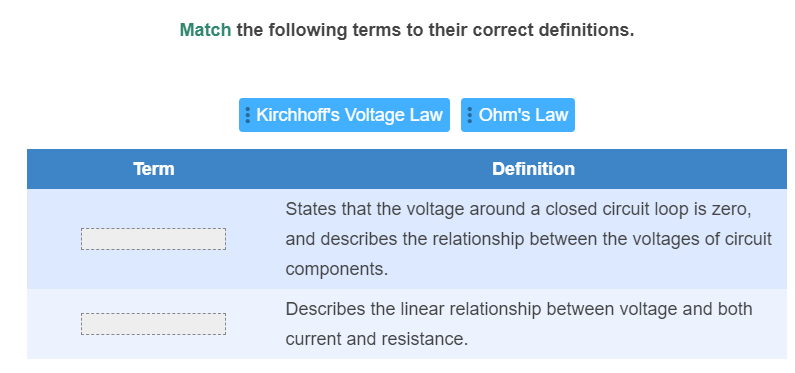 Match the following terms to their correct definitions.
Kirchhoff's Voltage Law
Ohm's Law
Term
Definition
States that the voltage around a closed circuit loop is zero,
and describes the relationship between the voltages of circuit
components.
Describes the linear relationship between voltage and both
current and resistance.